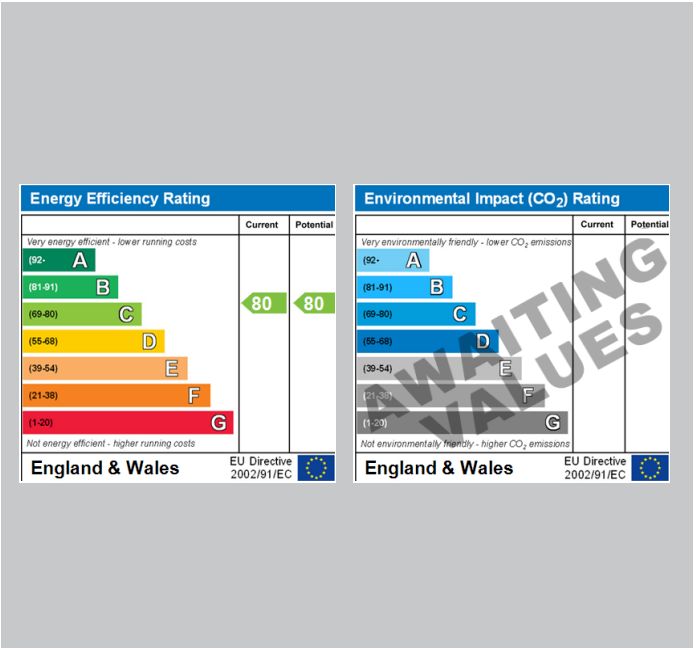 Energy Efficiency Rating
Current Potential
Very energy efficient - lower running costs
(92- A
(81-91) B
(69-80) C
80 80
(55-68) D
(39-54) E
(21-38) F
(1-20) G
Not energy efficient - higher running costs
England & Wales
EU Directive
2002/91/EC
Environmental Impact (CO2) Rating
Current Potential
Very environmentally friendly - lower CO2 emissions
(92- A
(81-91) B
(69-80) C
(55-68) D
(39-54) E
(21-38) F
(1-20) G
Not environmentally friendly - higher CO2 emissions
AWAITING
VALUES
England & Wales
EU Directive
2002/91/EC